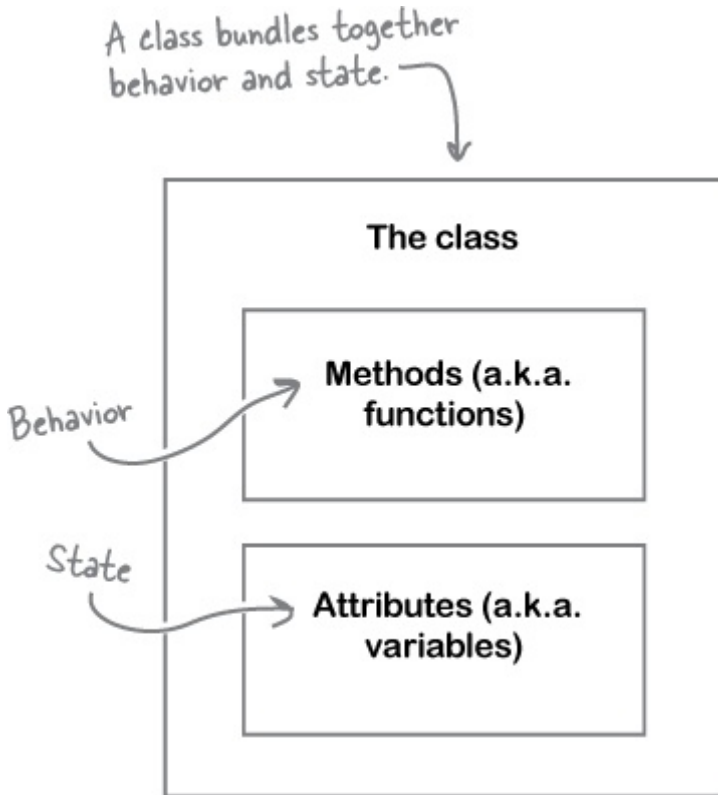 A class bundles together
behavior and state.
The class
Methods (a.k.a.
functions)
Behavior
State
Attributes (a.k.a.
variables)